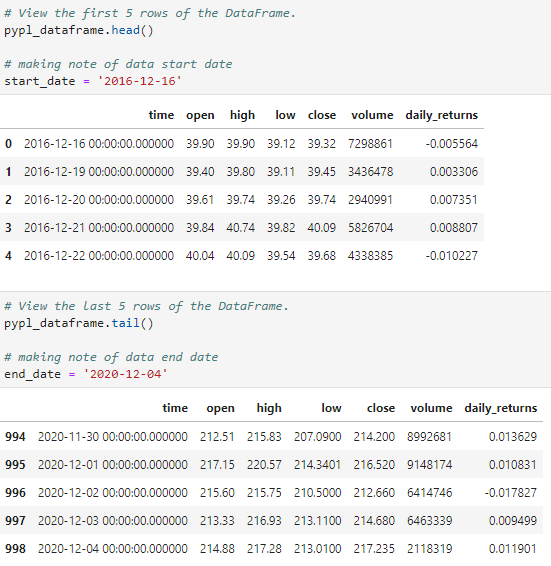 # View the first 5 rows of the DataFrame.
pypl_dataframe.head()
# making note of data start date
start_date = '2016-12-16'
time open high low close volume daily_returns
0 2016-12-16 00:00:00.000000 39.90 39.90 39.12 39.32 7298861 -0.005564
1 2016-12-19 00:00:00.000000 39.40 39.80 39.11 39.45 3436478 0.003306
2 2016-12-20 00:00:00.000000 39.61 39.74 39.26 39.74 2940991 0.007351
3 2016-12-21 00:00:00.000000 39.84 40.74 39.82 40.09 5826704 0.008807
4 2016-12-22 00:00:00.000000 40.04 40.09 39.54 39.68 4338385 -0.010227
# View the last 5 rows of the DataFrame.
pypl_dataframe.tail()
# making note of data end date
end_date = '2020-12-04'
time open high low close volume daily_returns
994 2020-11-30 00:00:00.000000 212.51 215.83 207.0900 214.200 8992681 0.013629
995 2020-12-01 00:00:00.000000 217.15 220.57 214.3401 216.520 9148174 0.010831
996 2020-12-02 00:00:00.000000 215.60 215.75 210.5000 212.660 6414746 -0.017827
997 2020-12-03 00:00:00.000000 213.33 216.93 213.1100 214.680 6463339 0.009499
998 2020-12-04 00:00:00.000000 214.88 217.28 213.0100 217.235 2118319 0.011901